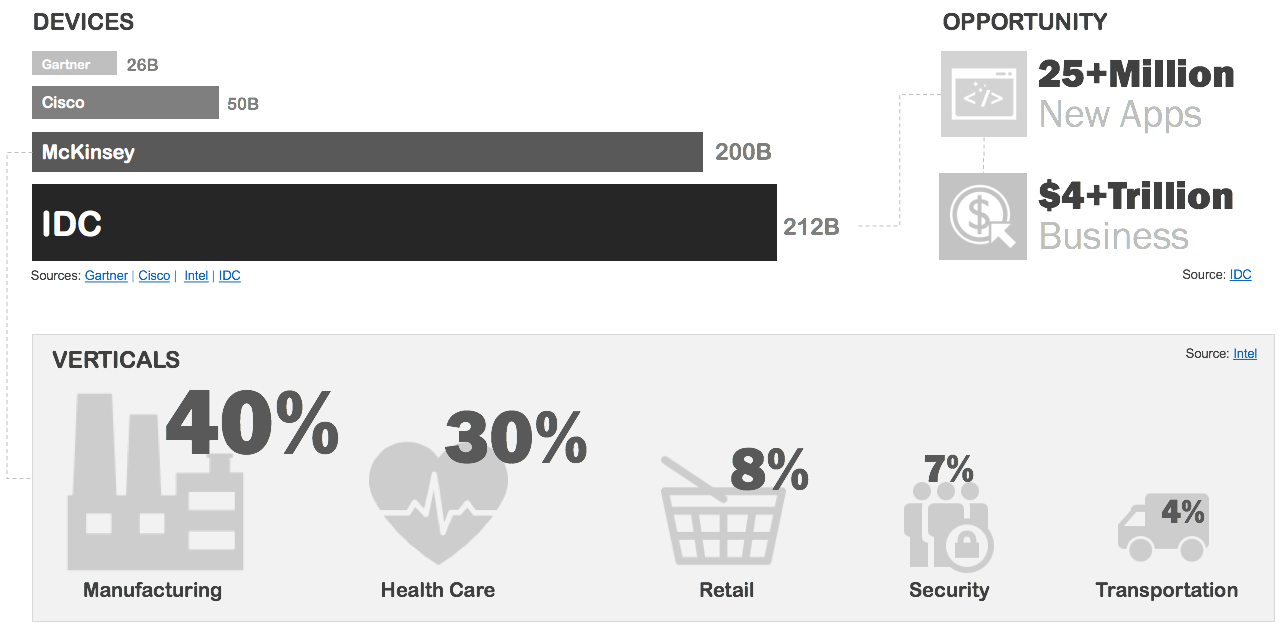 DEVICES
Gartner 26B
Cisco 50B
McKinsey 200B
IDC 212B
Sources: Gartner | Cisco | Intel | IDC
OPPORTUNITY
</>
25+Million
New Apps
$
$4+Trillion
Business
Source: IDC
VERTICALS
Source: Intel
40%
Manufacturing
30%
Health Care
8%
Retail
7%
Security
4%
Transportation